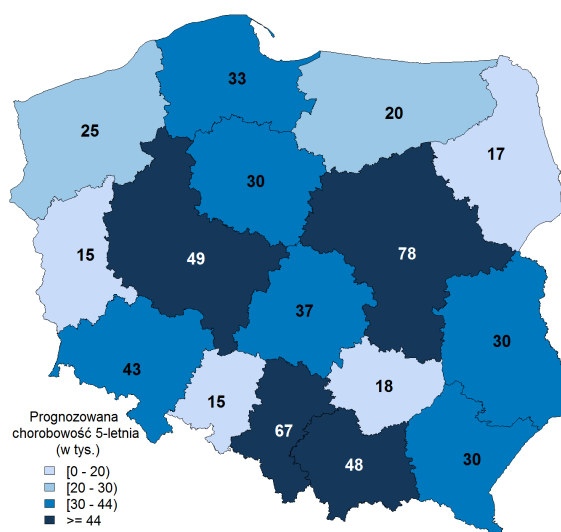 33
25
20
17
30
15
49
78
37
30
43
15
18
67
48
30
Prognozowana
chorobowość 5-letnia
(w tys.)
[0 - 20)
[20 - 30)
[30 - 44)
>= 44